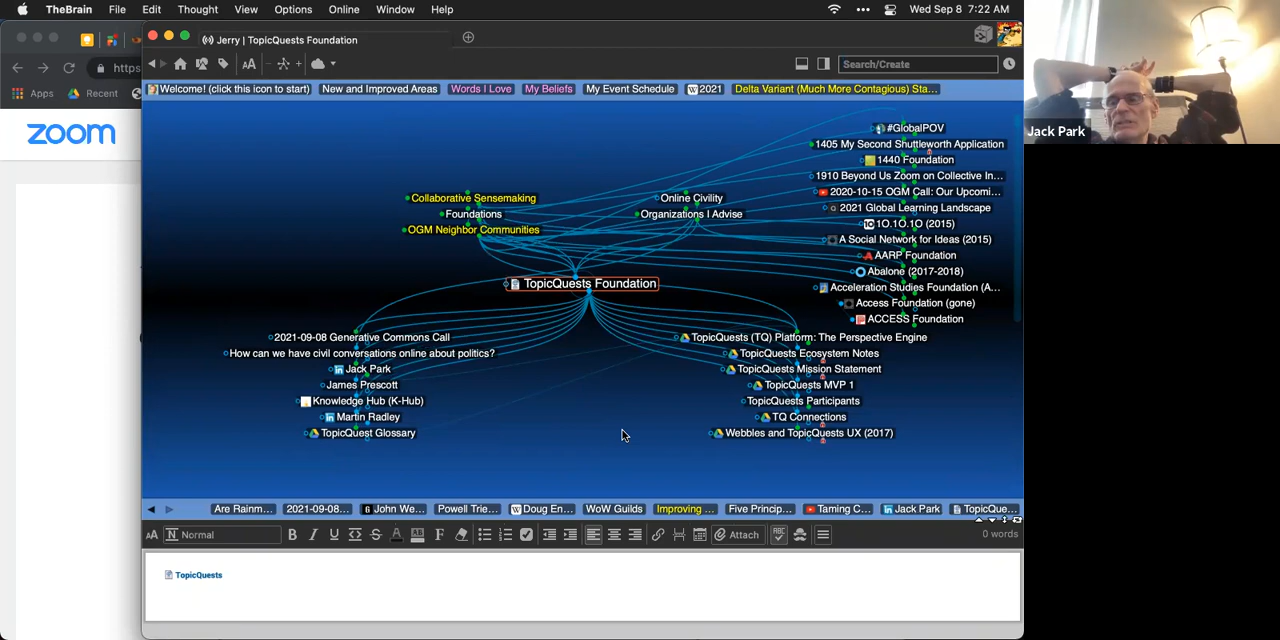 TheBrain File Edit Thought View Options Online Window Help Wed Sep 8 7:22 AM
Jerry | TopicQuests Foundation
https
Search/Create
Apps Recent
Welcome! (click this icon to start) New and Improved Areas Words I Love My Beliefs My Event Schedule 2021 Delta Variant (Much More Contagious) Sta...
zoom
Jack Park
#GlobalPOV
1405 My Second Shuttleworth Application
1440 Foundation
1910 Beyond Us Zoom on Collective In...
2020-10-15 OGM Call: Our Upcomi...
2021 Global Learning Landscape
1O.1O.1O (2015)
A Social Network for Ideas (2015)
AARP Foundation
Abalone (2017-2018)
Acceleration Studies Foundation (A...
Access Foundation (gone)
ACCESS Foundation
Collaborative Sensemaking
Foundations
OGM Neighbor Communities
Online Civility
Organizations I Advise
TopicQuests Foundation
2021-09-08 Generative Commons Call
How can we have civil conversations online about politics?
Jack Park
James Prescott
Knowledge Hub (K-Hub)
Martin Radley
TopicQuest Glossary
TopicQuests (TQ) Platform: The Perspective Engine
TopicQuests Ecosystem Notes
TopicQuests Mission Statement
TopicQuests MVP 1
TopicQuests Participants
TQ Connections
Webbles and TopicQuests UX (2017)
Are Rainm... 2021-09-08... John We... Powell Trie... Doug En... WoW Guilds Improving ... Five Princip... Taming C... Jack Park TopicQue...
Normal B I U S A F Attach 0 words
TopicQuests